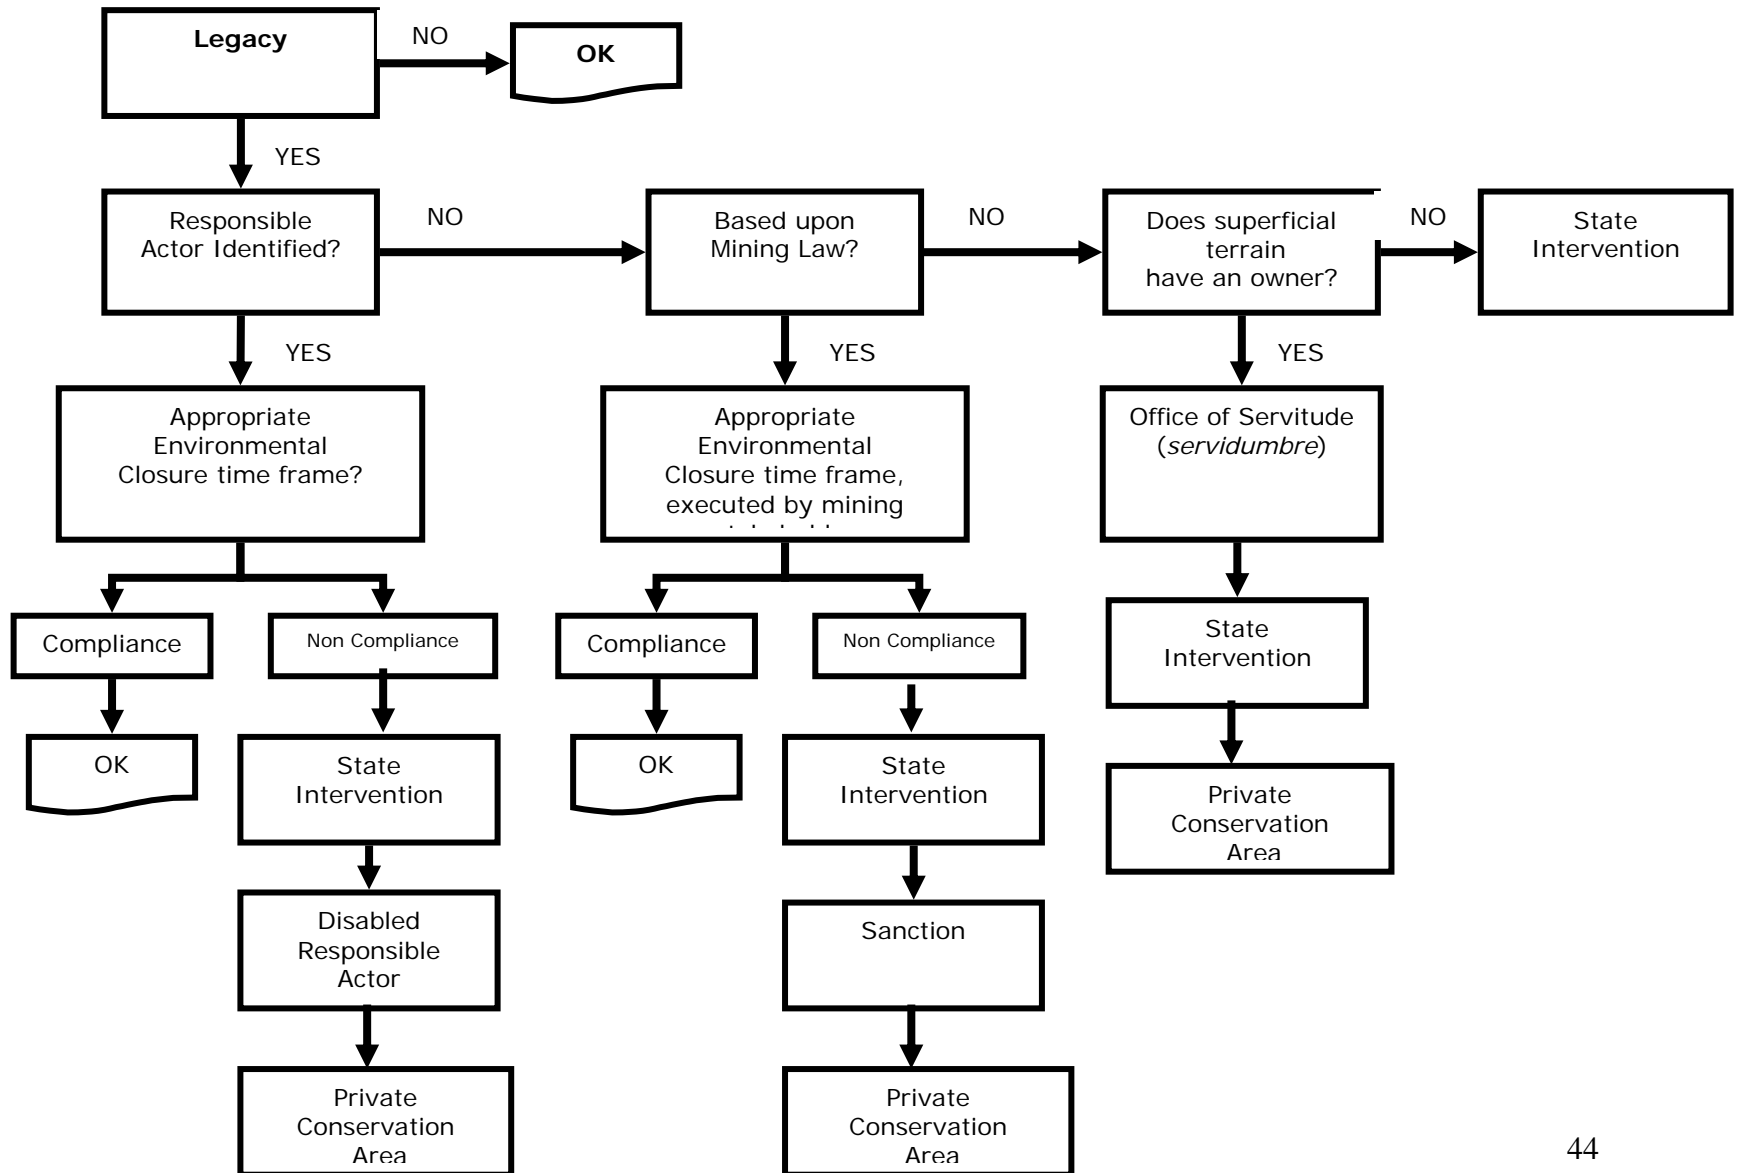 Legacy
NO
OK
YES
Responsible
Actor Identified?
NO
Based upon
Mining Law?
NO
Does superficial
terrain
have an owner?
NO
State
Intervention
YES
YES
YES
Appropriate
Environmental
Closure time frame?
Appropriate
Environmental
Closure time frame,
executed by mining
Office of Servitude
(servidumbre)
Compliance
Non Compliance
Compliance
Non Compliance
State
Intervention
OK
State
Intervention
OK
State
Intervention
Private
Conservation
Area
Disabled
Responsible
Actor
Sanction
Private
Conservation
Area
Private
Conservation
Area
44